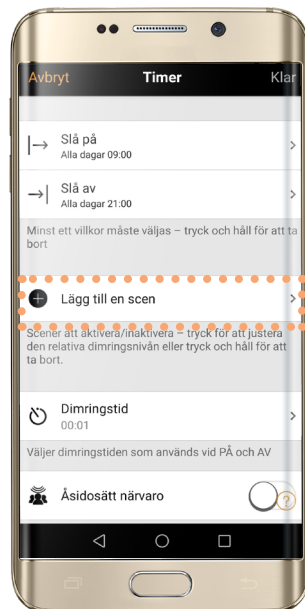 Avbryt Timer Klar
Slå på
Alla dagar 09:00
Slå av
Alla dagar 21:00
Minst ett villkor måste väljas – tryck och håll för att ta
bort
Lägg till en scen
Scener att aktivera/inaktivera – tryck för att justera
den relativa dimringsnivån eller tryck och håll för att
ta bort.
Dimringstid
00:01
Väljer dimringstiden som används vid PÅ och AV
Åsidosätt närvaro ?